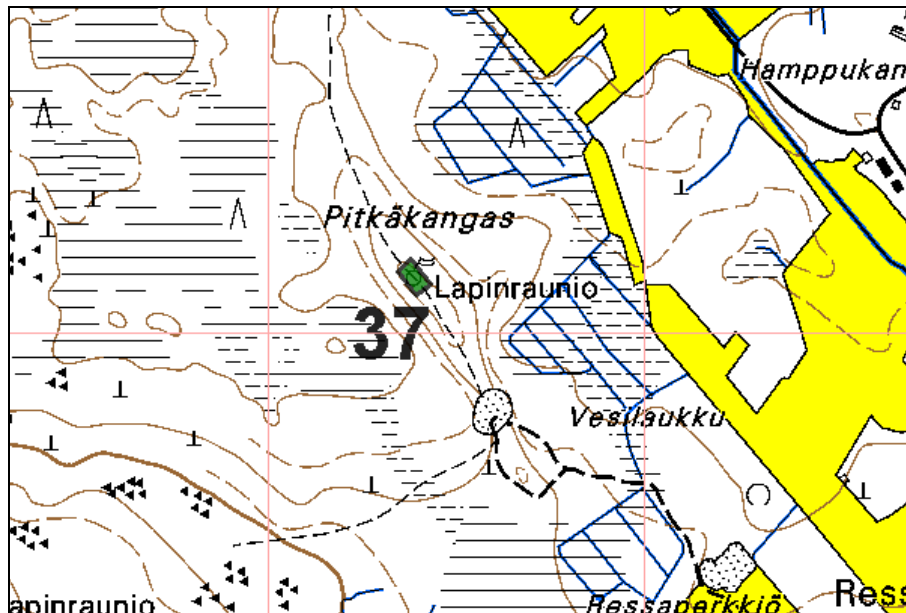 Hamppukan
Pitkäkangas
Lapinraunio
37
Vesilaukku
apinraunio
Ressaperkkiö
Ress